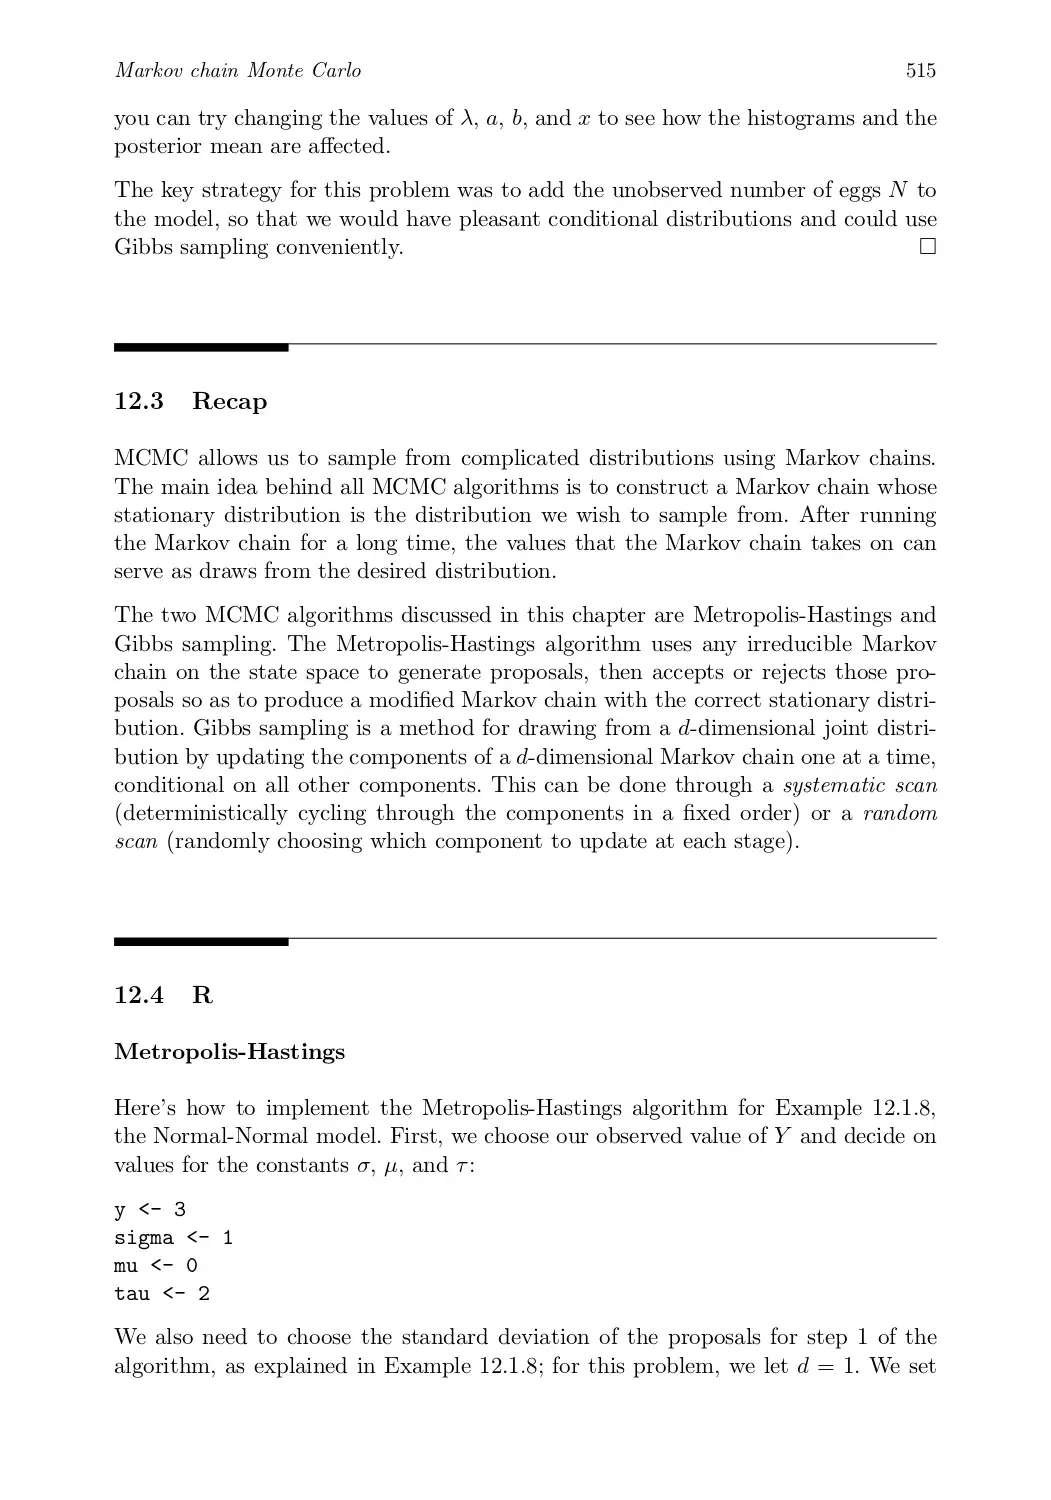 Markov chain Monte Carlo 515
you can try changing the values of λ, a, b, and x to see how the histograms and the
posterior mean are affected.
The key strategy for this problem was to add the unobserved number of eggs N to
the model, so that we would have pleasant conditional distributions and could use
Gibbs sampling conveniently. □
12.3 Recap
MCMC allows us to sample from complicated distributions using Markov chains.
The main idea behind all MCMC algorithms is to construct a Markov chain whose
stationary distribution is the distribution we wish to sample from. After running
the Markov chain for a long time, the values that the Markov chain takes on can
serve as draws from the desired distribution.
The two MCMC algorithms discussed in this chapter are Metropolis-Hastings and
Gibbs sampling. The Metropolis-Hastings algorithm uses any irreducible Markov
chain on the state space to generate proposals, then accepts or rejects those pro-
posals so as to produce a modified Markov chain with the correct stationary distri-
bution. Gibbs sampling is a method for drawing from a d-dimensional joint distri-
bution by updating the components of a d-dimensional Markov chain one at a time,
conditional on all other components. This can be done through a systematic scan
(deterministically cycling through the components in a fixed order) or a random
scan (randomly choosing which component to update at each stage).
12.4 R
Metropolis-Hastings
Here's how to implement the Metropolis-Hastings algorithm for Example 12.1.8,
the Normal-Normal model. First, we choose our observed value of Y and decide on
values for the constants σ, μ, and τ:
y <- 3
sigma <- 1
mu <- 0
tau <- 2
We also need to choose the standard deviation of the proposals for step 1 of the
algorithm, as explained in Example 12.1.8; for this problem, we let d = 1. We set